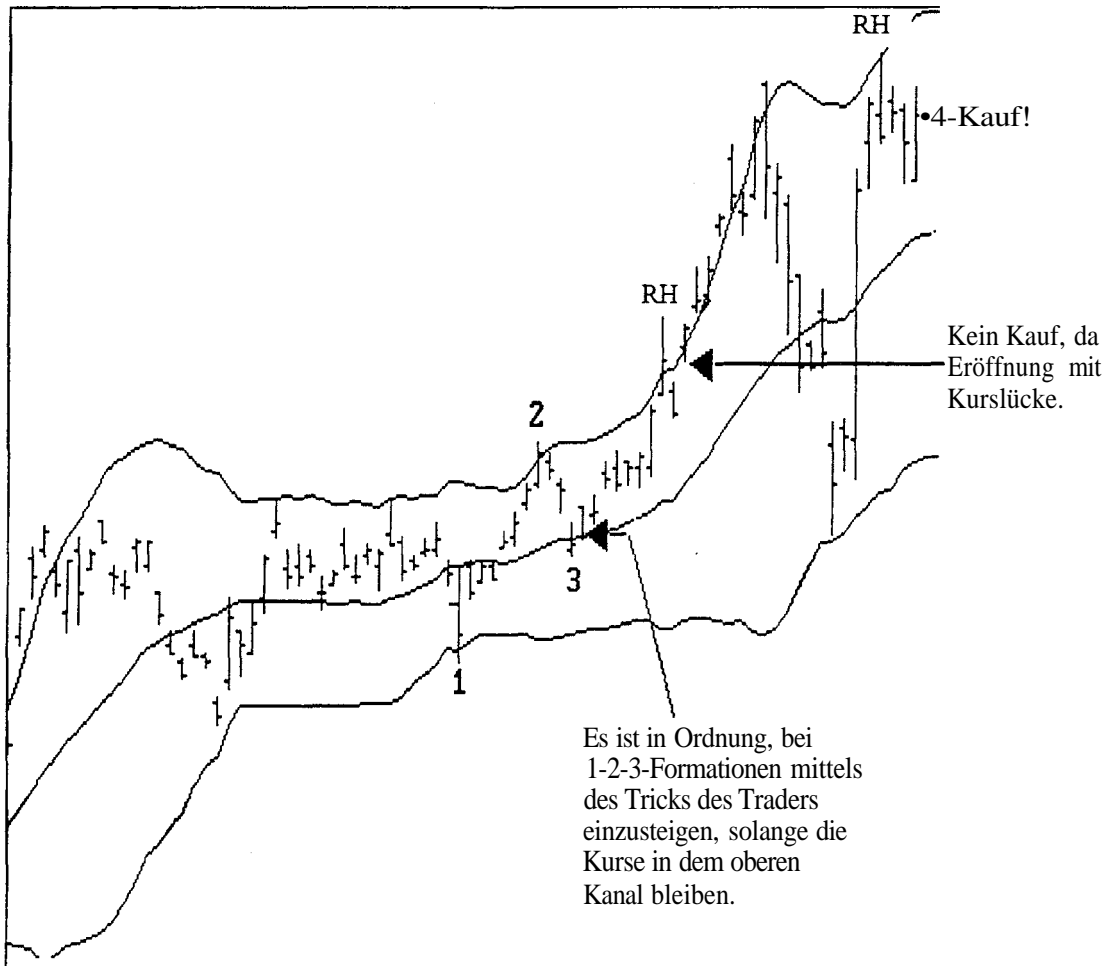 RH
•4-Kauf!
RH
Kein Kauf, da
Eröffnung mit
Kurslücke.
2
3
1
Es ist in Ordnung, bei
1-2-3-Formationen mittels
des Tricks des Traders
einzusteigen, solange die
Kurse in dem oberen
Kanal bleiben.